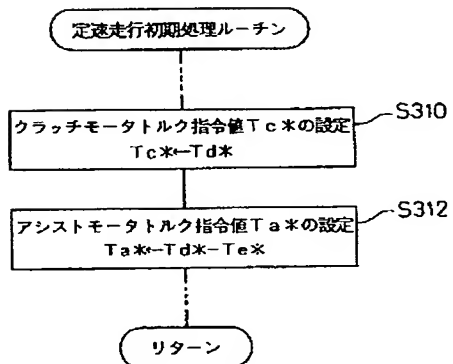 定速走行初期処理ルーチン
S310
クラッチモータトルク指令値Tc*の設定
Tc*←Td*
S312
アシストモータトルク指令値Ta*の設定
Ta*←Td*-Te*
リターン